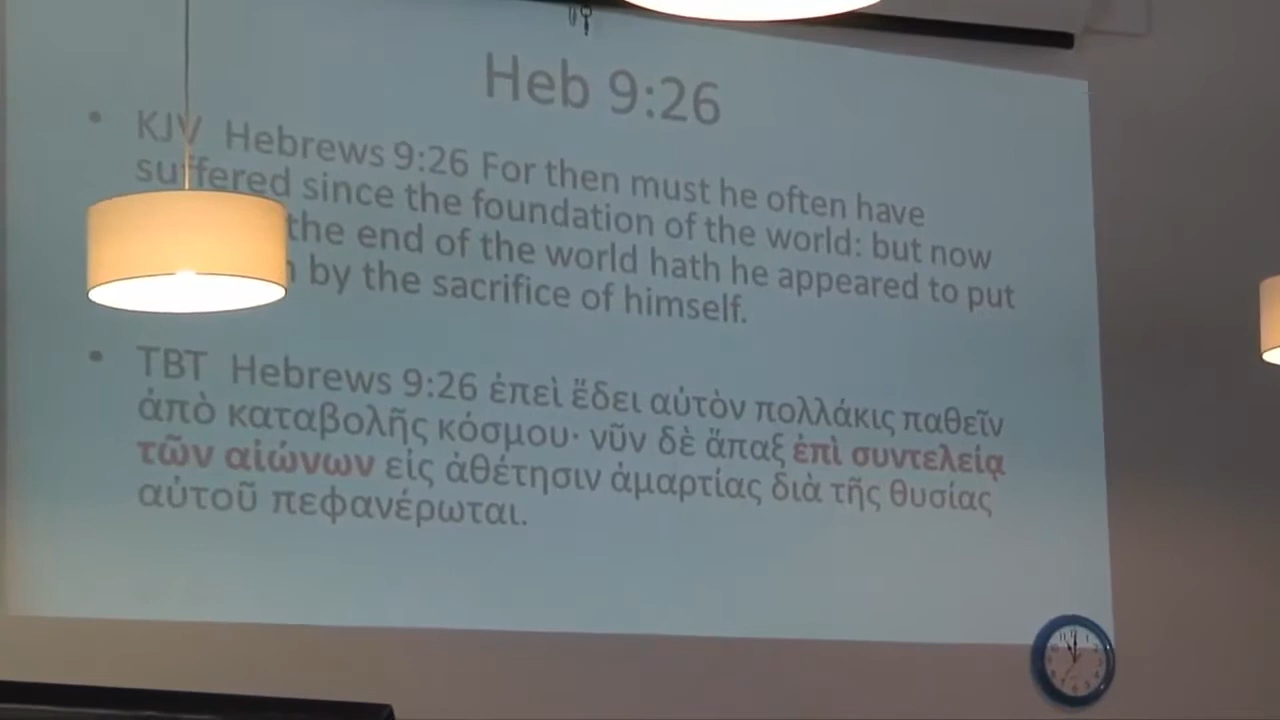 Heb 9:26
• KJV Hebrews 9:26 For then must he often have
suffered since the foundation of the world: but now
the end of the world hath he appeared to put
by the sacrifice of himself.
• TBT Hebrews 9:26 ἐπεὶ ἔδει αὐτὸν πολλάκις παθεῖν
ἀπὸ καταβολῆς κόσμου· νῦν δὲ ἅπαξ ἐπὶ συντελείᾳ
τῶν αἰώνων εἰς ἀθέτησιν ἁμαρτίας διὰ τῆς θυσίας
αὐτοῦ πεφανέρωται.